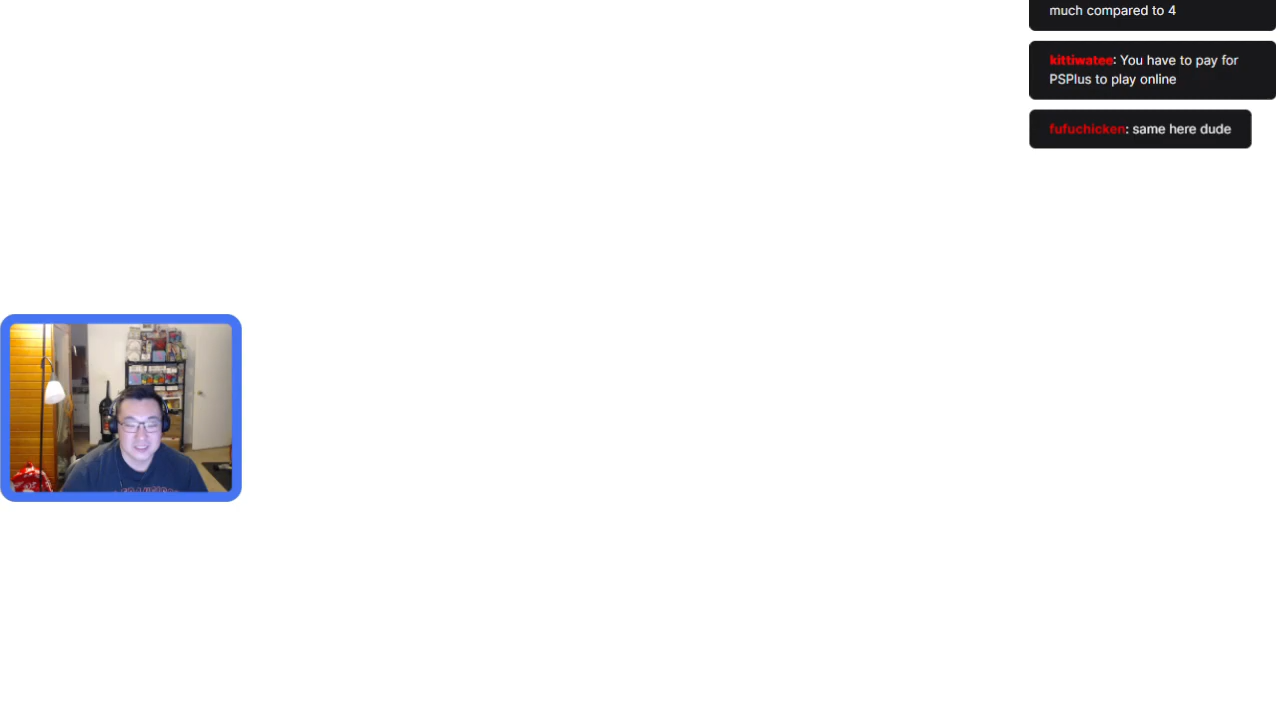 much compared to 4
kittiwatee: You have to pay for
PSPlus to play online
fufuchicken: same here dude